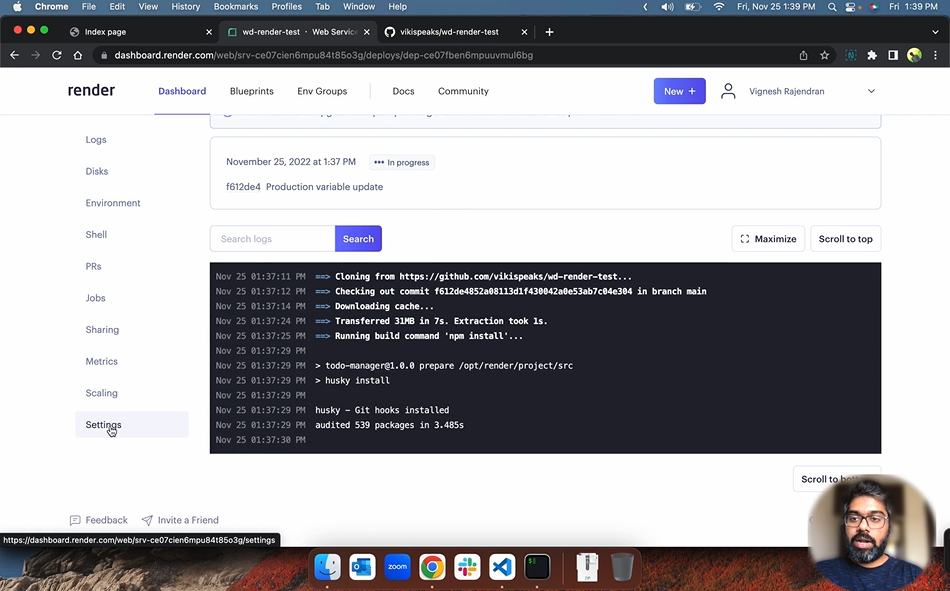 Chrome File Edit View History Bookmarks Profiles Tab Window Help Fri, Nov 25 1:39 PM Fri 1:39 PM
Index page
wd-render-test · Web Service
vikispeaks/wd-render-test
dashboard.render.com/web/srv-ce07cien6mpu84t85o3g/deploys/dep-ce07fben6mpuuvmul6bg
render Dashboard Blueprints Env Groups Docs Community New + Vignesh Rajendran
Logs
Disks
Environment
Shell
PRs
Jobs
Sharing
Metrics
Scaling
Settings
November 25, 2022 at 1:37 PM ••• In progress
f612de4 Production variable update
Search logs Search Maximize Scroll to top
Nov 25 01:37:11 PM ==> Cloning from https://github.com/vikispeaks/wd-render-test...
Nov 25 01:37:12 PM ==> Checking out commit f612de4852a08113d1f430042a0e53ab7c04e304 in branch main
Nov 25 01:37:14 PM ==> Downloading cache...
Nov 25 01:37:24 PM ==> Transferred 31MB in 7s. Extraction took 1s.
Nov 25 01:37:25 PM ==> Running build command 'npm install'...
Nov 25 01:37:29 PM
Nov 25 01:37:29 PM > todo-manager@1.0.0 prepare /opt/render/project/src
Nov 25 01:37:29 PM > husky install
Nov 25 01:37:29 PM
Nov 25 01:37:29 PM husky - Git hooks installed
Nov 25 01:37:29 PM audited 539 packages in 3.485s
Nov 25 01:37:30 PM
Scroll to
Feedback Invite a Friend
https://dashboard.render.com/web/srv-ce07cien6mpu84t85o3g/settings
zoom